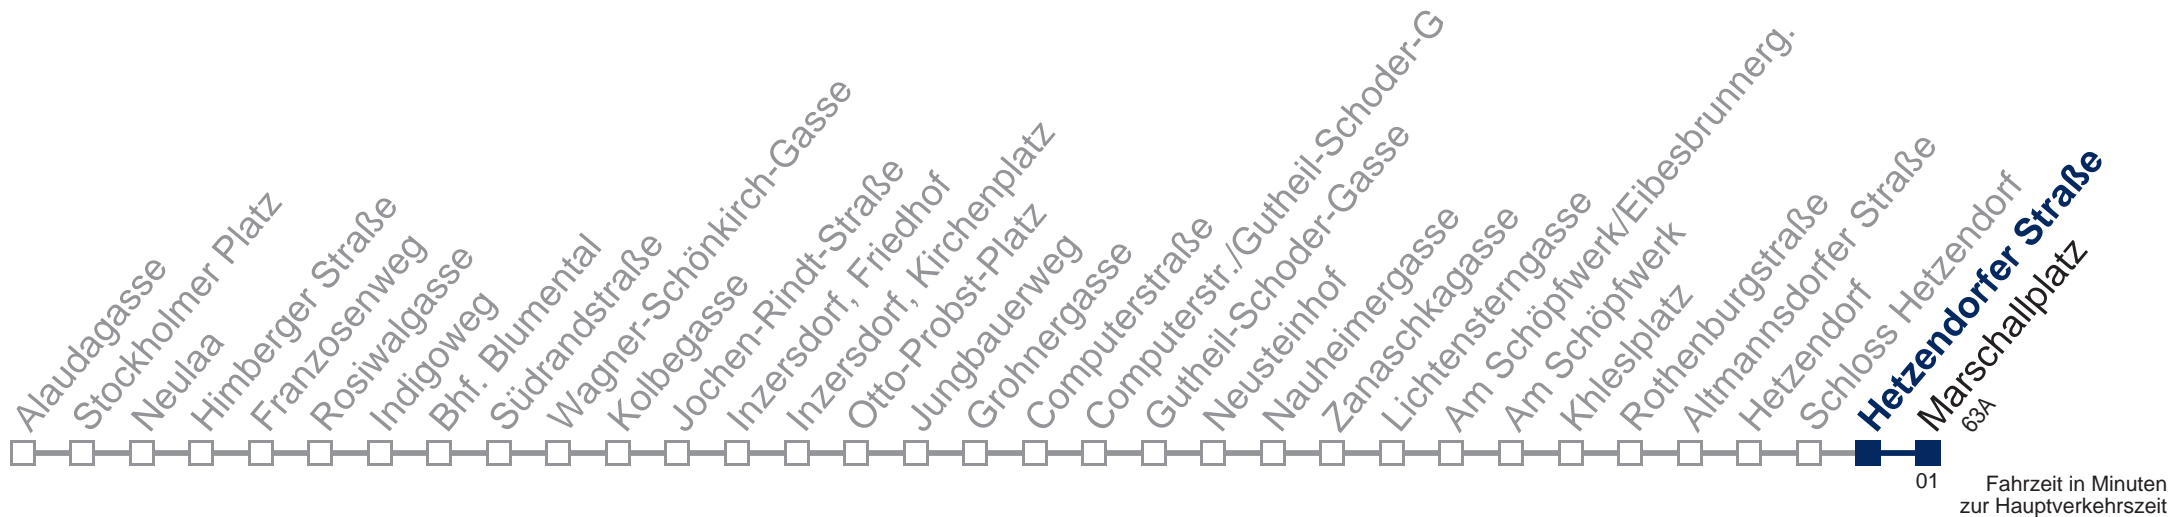 Alaudagasse
Stockholmer Platz
Neulaa
Himberger Straße
Franzosenweg
Rosiwalgasse
Indigoweg
Bhf. Blumental
Südrandstraße
Wagner-Schönkirch-Gasse
Kolbegasse
Jochen-Rindt-Straße
Inzersdorf, Friedhof
Inzersdorf, Kirchenplatz
Otto-Probst-Platz
Jungbauerweg
Grohnergasse
Computerstraße
Computerstr./Gutheil-Schoder-G
Gutheil-Schoder-Gasse
Neusteinhof
Nauheimergasse
Zanaschkagasse
Lichtensterngasse
Am Schöpfwerk/Eibesbrunnerg.
Am Schöpfwerk
Khleslplatz
Rothenburgstraße
Altmannsdorfer Straße
Hetzendorf
Schloss Hetzendorf
Hetzendorfer Straße
Marschallplatz
63A
01
Fahrzeit in Minuten
zur Hauptverkehrszeit